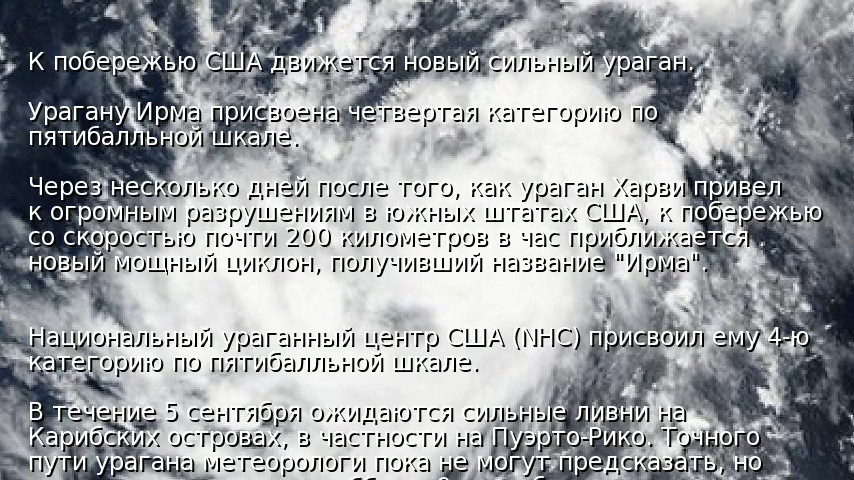 К побережью США движется новый сильный ураган.
Урагану Ирма присвоена четвертая категорию по
пятибалльной шкале.
Через несколько дней после того, как ураган Харви привел
к огромным разрушениям в южных штатах США, к побережью
со скоростью почти 200 километров в час приближается .
новый мощный циклон, получивший название "Ирма".
Национальный ураганный центр США (NHC) присвоил ему 4-ю
категорию по пятибалльной шкале.
В течение 5 сентября ожидаются сильные ливни на
Карибских островах, в частности на Пуэрто-Рико. Точного
пути урагана метеорологи пока не могут предсказать, но